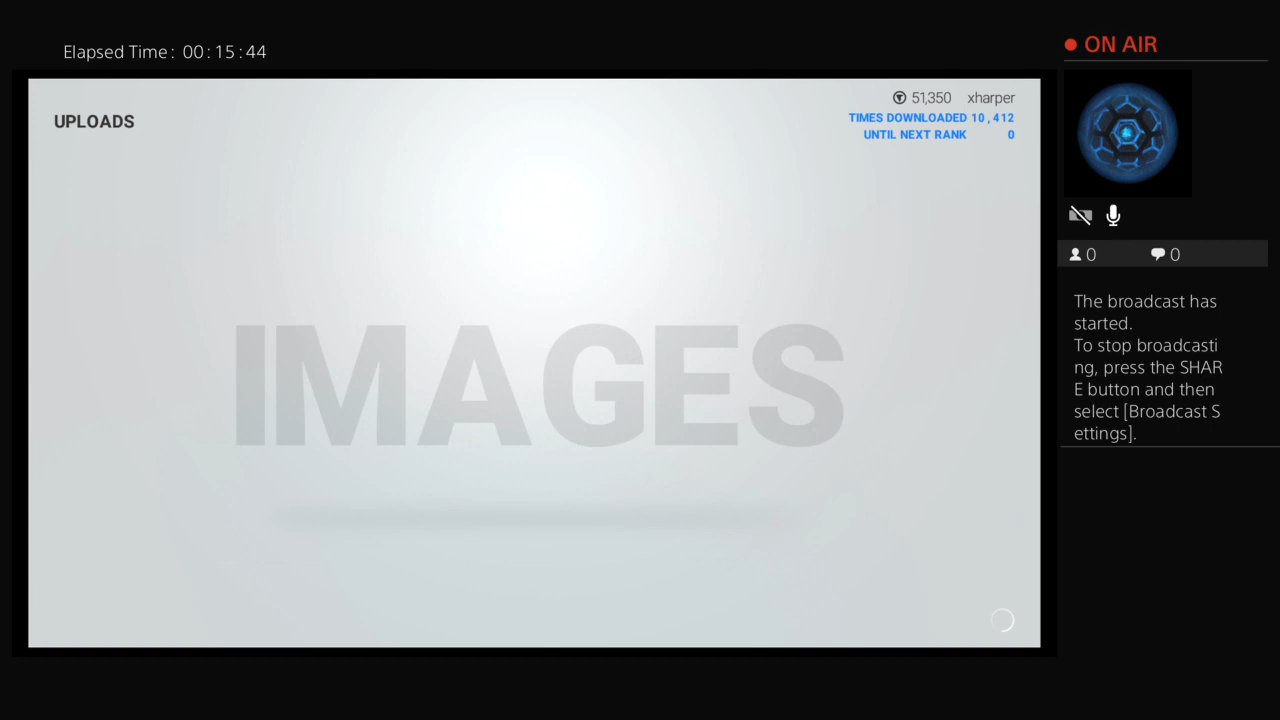 Elapsed Time: 00:15:44
ON AIR
51,350 xharper
UPLOADS
TIMES DOWNLOADED 10,412
UNTIL NEXT RANK 0
IMAGES
0 0
The broadcast has
started.
To stop broadcasti
ng, press the SHAR
E button and then
select [Broadcast S
ettings].